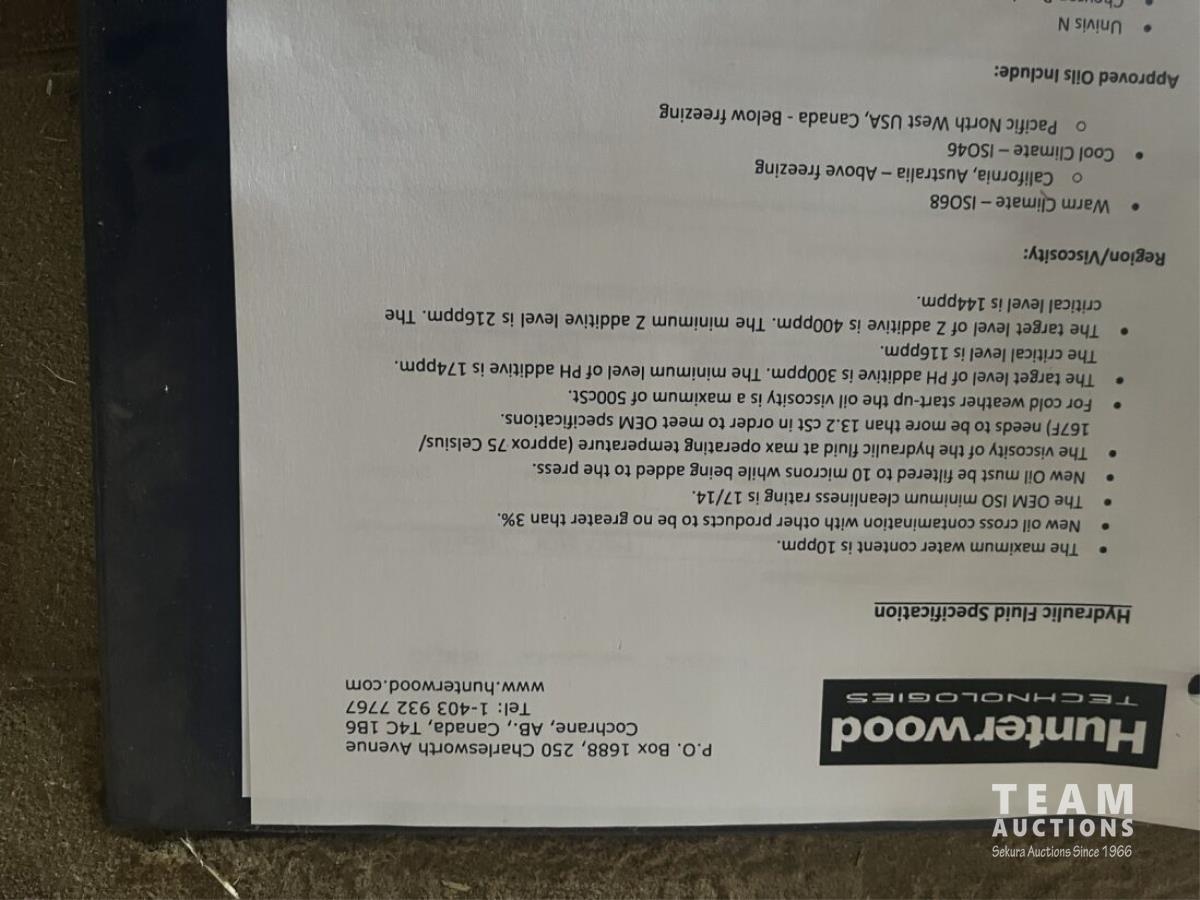 Hunterwood
TECHNOLOGIES
P.O. Box 1688, 250 Charlesworth Avenue
Cochrane, AB., Canada, T4C 1B6
Tel: 1-403 932 7767
www.hunterwood.com
Hydraulic Fluid Specification
• The maximum water content is 10ppm.
• New oil cross contamination with other products to be no greater than 3%.
• The OEM ISO minimum cleanliness rating is 17/14.
• New Oil must be filtered to 10 microns while being added to the press.
• The viscosity of the hydraulic fluid at max operating temperature (approx 75 Celsius/
167F) needs to be more than 13.2 cSt in order to meet OEM specifications.
• For cold weather start-up the oil viscosity is a maximum of 500cSt.
• The target level of PH additive is 300ppm. The minimum level of PH additive is 174ppm.
The critical level is 116ppm.
• The target level of Z additive is 400ppm. The minimum Z additive level is 216ppm. The
critical level is 144ppm.
Region/Viscosity:
• Warm Climate – ISO68
o California, Australia – Above freezing
• Cool Climate – ISO46
o Pacific North West USA, Canada - Below freezing
Approved Oils Include:
• Univis N
TEAM
AUCTIONS
Sekura Auctions Since 1966